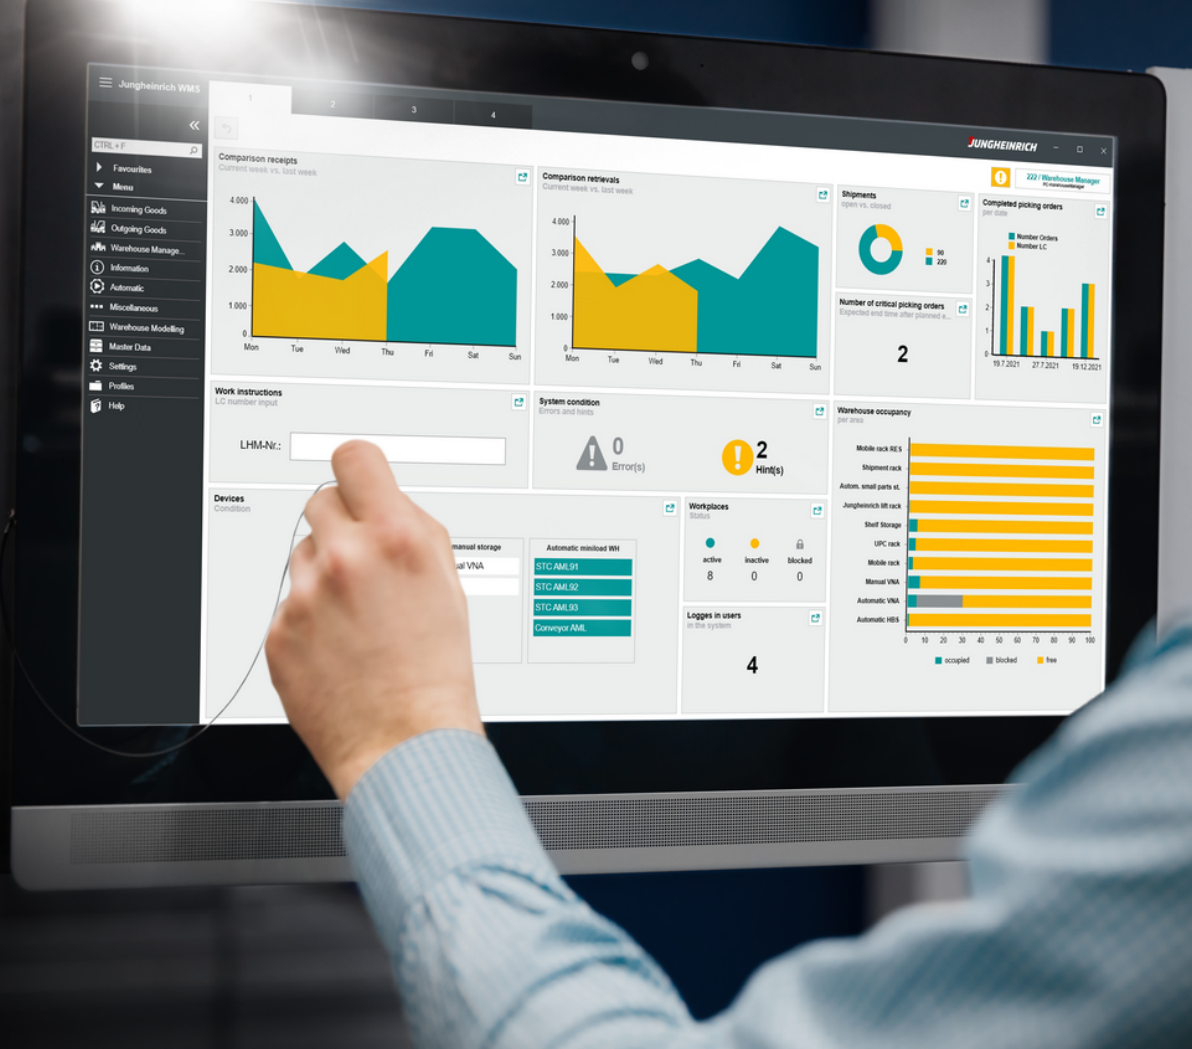 Jungheinrich WMS
1
2
3
4
JUNGHEINRICH
CTRL + F
222 / Warehouse Manager
PC-WarehouseManager
Favourites
Menu
Incoming Goods
Outgoing Goods
Warehouse Manage...
Information
Automatic
Miscellaneous
Warehouse Modelling
Master Data
Settings
Profiles
Help
Comparison receipts
Current week vs. last week
4.000
3.000
2.000
1.000
0
Mon Tue Wed Thu Fri Sat Sun
Comparison retrievals
Current week vs. last week
4.000
3.000
2.000
1.000
0
Mon Tue Wed Thu Fri Sat Sun
Shipments
open vs. closed
90
220
Number of critical picking orders
Expected end time after planned e...
2
Completed picking orders
per date
Number Orders
Number LC
4
3
2
1
0
19.7.2021 27.7.2021 19.12.2021
Work instructions
LC number input
LHM-Nr.:
System condition
Errors and hints
0
Error(s)
2
Hint(s)
Warehouse occupancy
per area
Mobile rack RES
Shipment rack
Autom. small parts st.
Jungheinrich lift rack
Shelf Storage
UPC rack
Mobile rack
Manual VNA
Automatic VNA
Automatic HBS
0 10 20 30 40 50 60 70 80 90 100
occupied blocked free
Devices
Condition
manual storage
ual VNA
Automatic miniload WH
STC AML91
STC AML92
STC AML93
Conveyor AML
Workplaces
Status
active inactive blocked
8 0 0
Logges in users
in the system
4